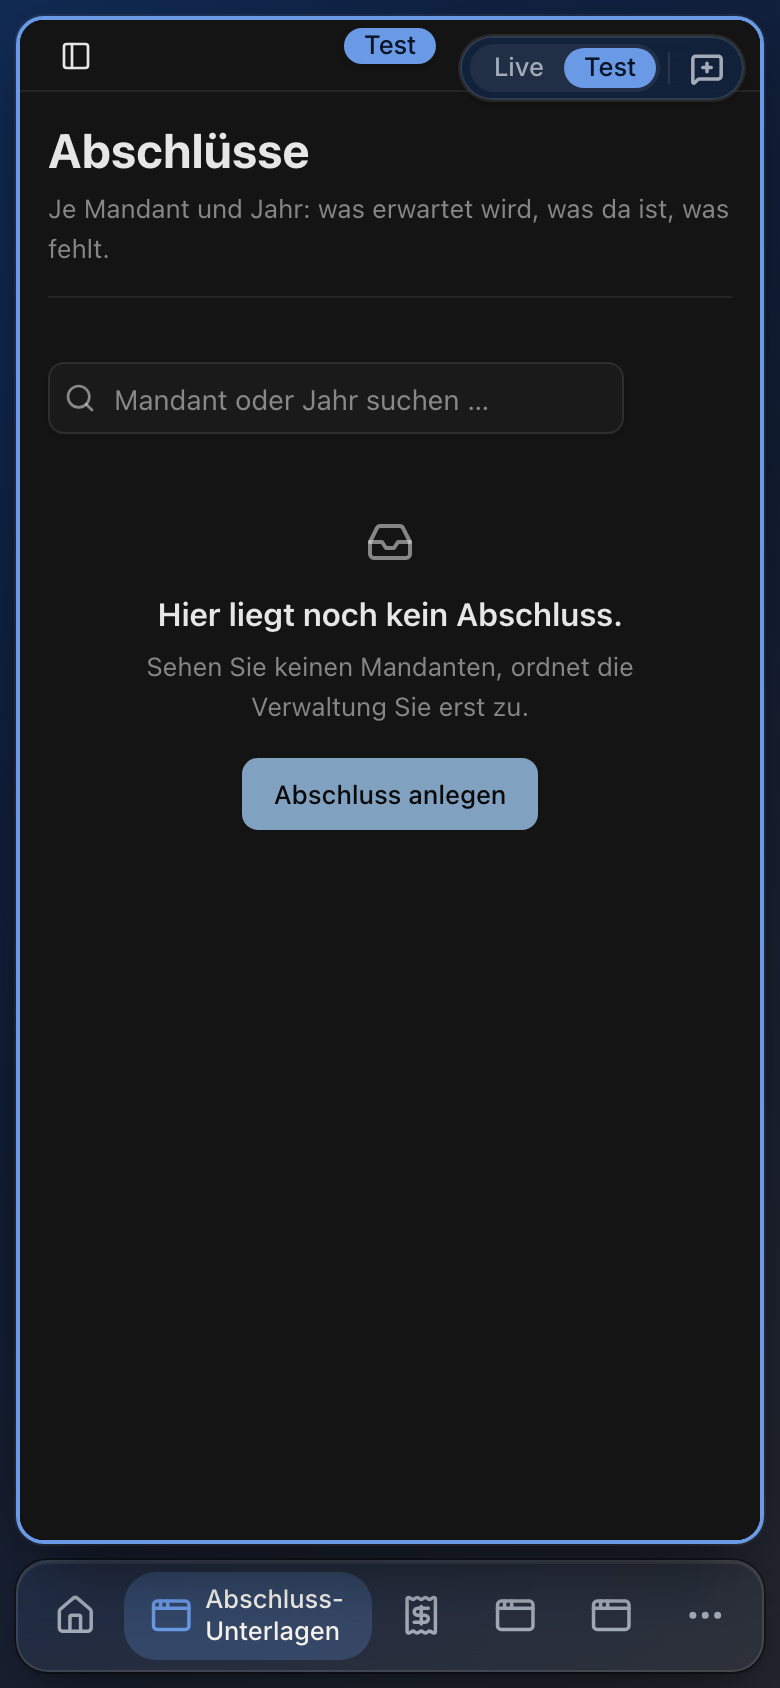 Test
Live
Test
Abschlüsse
Je Mandant und Jahr: was erwartet wird, was da ist, was
fehlt.
Mandant oder Jahr suchen ...
Hier liegt noch kein Abschluss.
Sehen Sie keinen Mandanten, ordnet die
Verwaltung Sie erst zu.
Abschluss anlegen
Abschluss-
Unterlagen